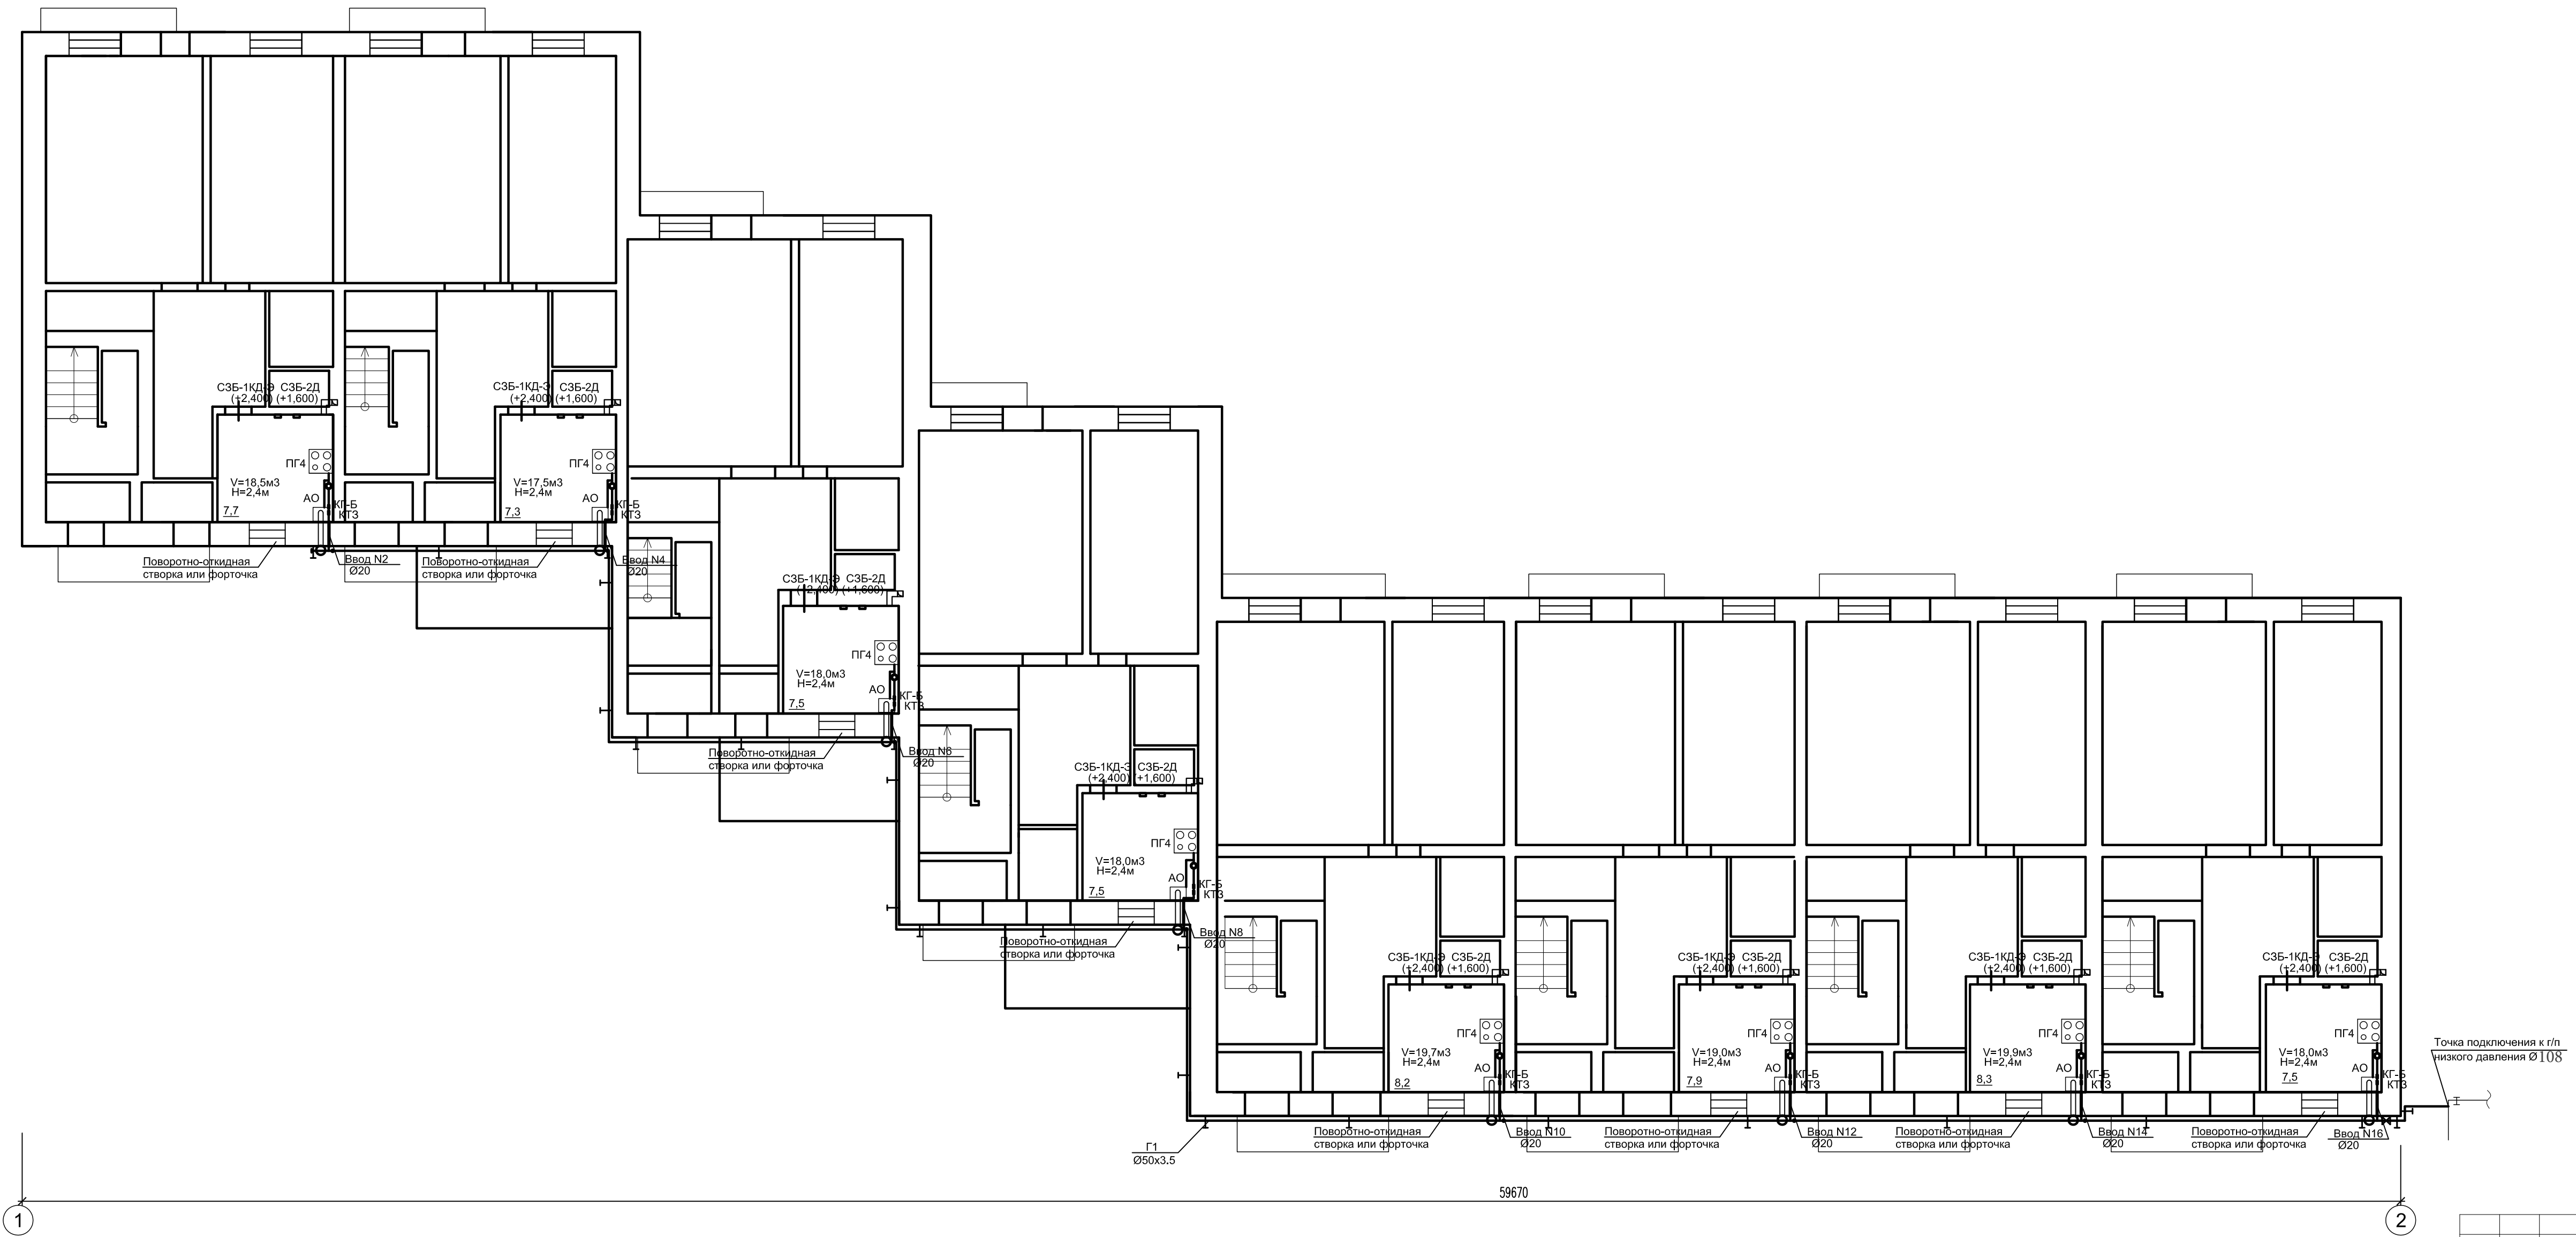 СЗБ-1КД-Э СЗБ-2Д
(+2,400) (+1,600)
ПГ4
V=18,5м3
H=2,4м
АО
КГ-Б
КТЗ
7,7
Поворотно-откидная
створка или форточка
Ввод N2
Ø20
СЗБ-1КД-Э СЗБ-2Д
(+2,400) (+1,600)
ПГ4
V=17,5м3
H=2,4м
АО
КГ-Б
КТЗ
7,3
Поворотно-откидная
створка или форточка
Ввод N4
Ø20
СЗБ-1КД-Э СЗБ-2Д
(+2,400) (+1,600)
ПГ4
V=18,0м3
H=2,4м
АО
КГ-Б
КТЗ
7,5
Поворотно-откидная
створка или форточка
Ввод N6
Ø20
СЗБ-1КД-Э СЗБ-2Д
(+2,400) (+1,600)
ПГ4
V=18,0м3
H=2,4м
АО
КГ-Б
КТЗ
7,5
Поворотно-откидная
створка или форточка
Ввод N8
Ø20
СЗБ-1КД-Э СЗБ-2Д
(+2,400) (+1,600)
ПГ4
V=19,7м3
H=2,4м
АО
КГ-Б
КТЗ
8,2
Поворотно-откидная
створка или форточка
Ввод N10
Ø20
СЗБ-1КД-Э СЗБ-2Д
(+2,400) (+1,600)
ПГ4
V=19,0м3
H=2,4м
АО
КГ-Б
КТЗ
7,9
Поворотно-откидная
створка или форточка
Ввод N12
Ø20
СЗБ-1КД-Э СЗБ-2Д
(+2,400) (+1,600)
ПГ4
V=19,9м3
H=2,4м
АО
КГ-Б
КТЗ
8,3
Поворотно-откидная
створка или форточка
Ввод N14
Ø20
СЗБ-1КД-Э СЗБ-2Д
(+2,400) (+1,600)
ПГ4
V=18,0м3
H=2,4м
АО
КГ-Б
КТЗ
7,5
Поворотно-откидная
створка или форточка
Ввод N16
Ø20
Точка подключения к г/п
низкого давления Ø108
Г1
Ø50х3.5
59670
1
2